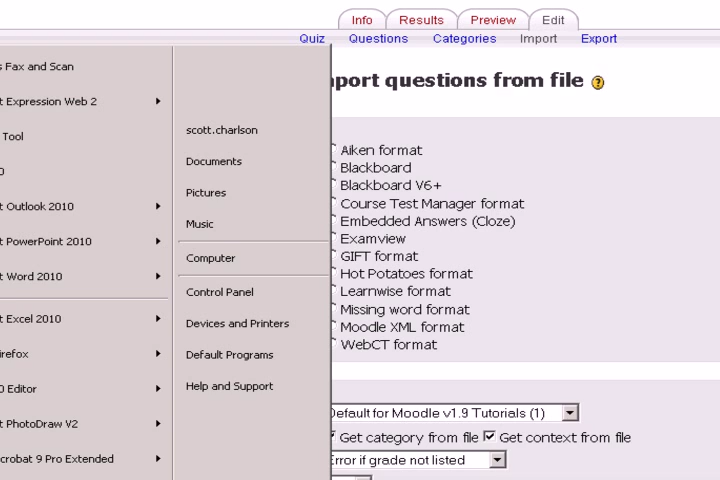 Info Results Preview Edit
Quiz Questions Categories Import Export
s Fax and Scan
t Expression Web 2
Tool
t Outlook 2010
t PowerPoint 2010
t Word 2010
t Excel 2010
irefox
Editor
t PhotoDraw V2
crobat 9 Pro Extended
scott.charlson
Documents
Pictures
Music
Computer
Control Panel
Devices and Printers
Default Programs
Help and Support
port questions from file
Aiken format
Blackboard
Blackboard V6+
Course Test Manager format
Embedded Answers (Cloze)
Examview
GIFT format
Hot Potatoes format
Learnwise format
Missing word format
Moodle XML format
WebCT format
Default for Moodle v1.9 Tutorials (1)
Get category from file Get context from file
Error if grade not listed